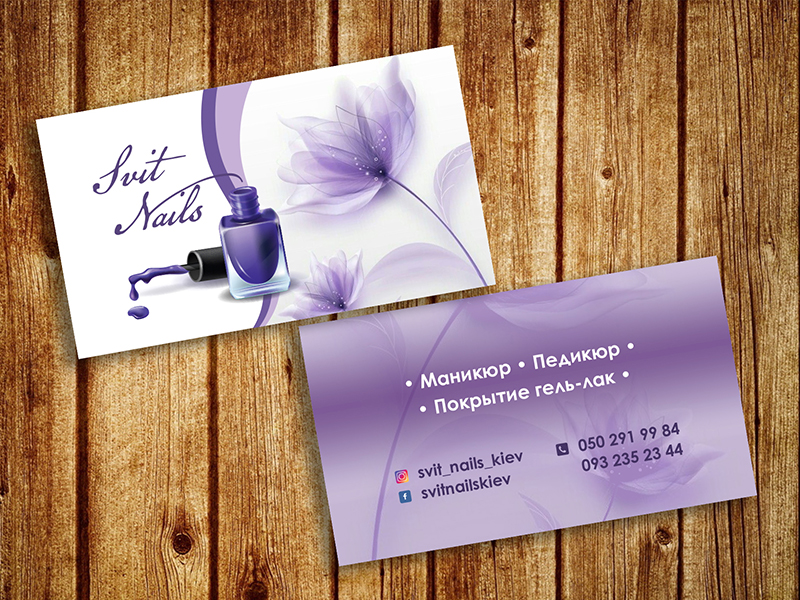 Svit
Nails
• Маникюр • Педикюр •
• Покрытие гель-лак •
svit_nails_kiev
svitnailskiev
050 291 99 84
093 235 23 44